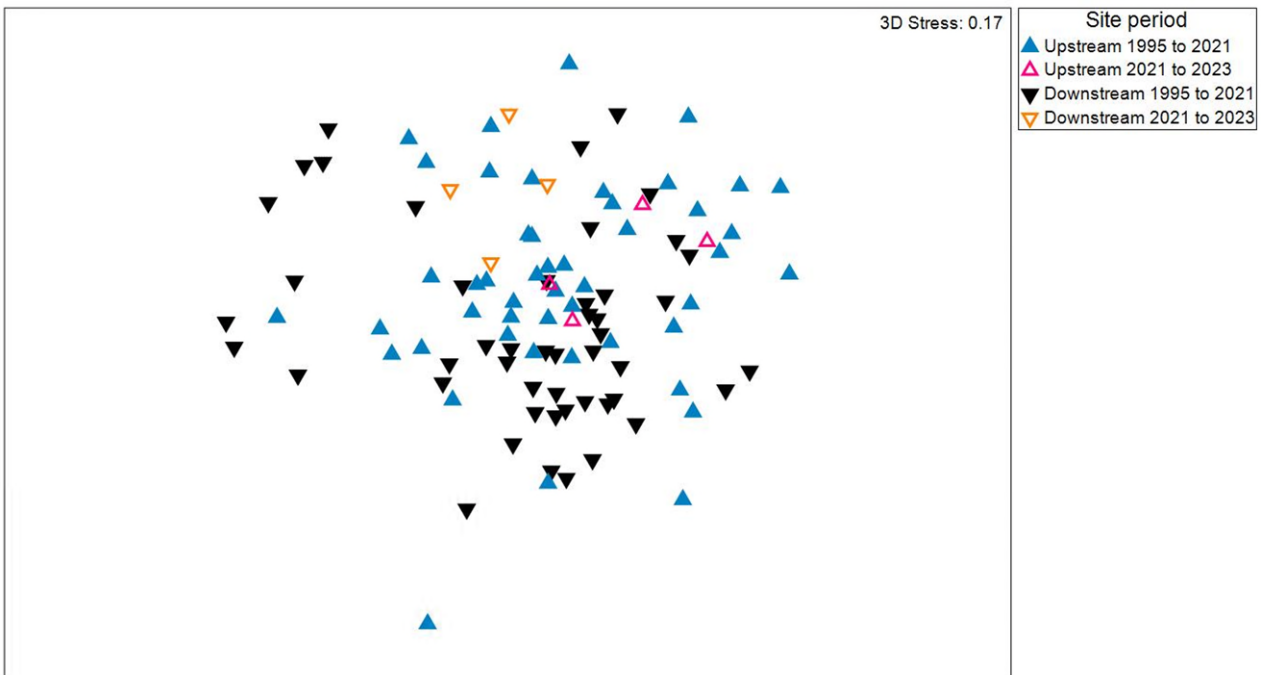 3D Stress: 0.17
Site period
Upstream 1995 to 2021
Upstream 2021 to 2023
Downstream 1995 to 2021
Downstream 2021 to 2023